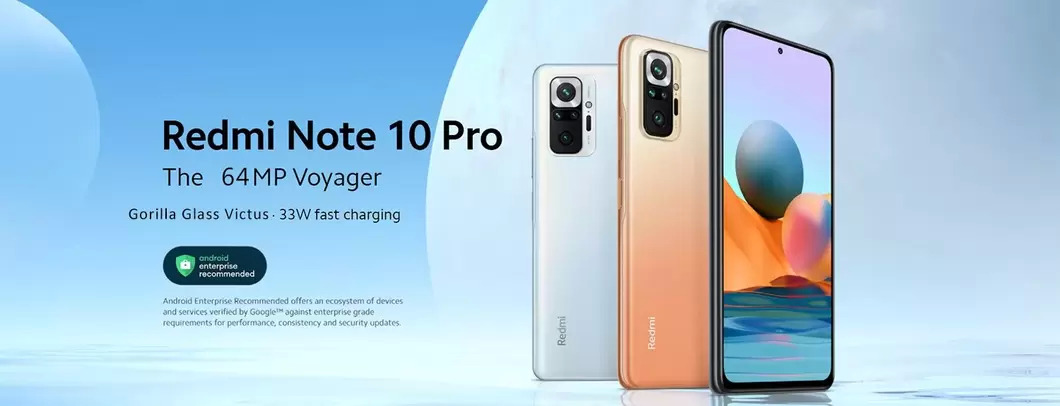 Redmi Note 10 Pro
The 64MP Voyager
Gorilla Glass Victus · 33W fast charging
android
enterprise
recommended
Android Enterprise Recommended offers an ecosystem of devices
and services verified by Google™ against enterprise grade
requirements for performance, consistency and security updates.
Redmi
Redmi